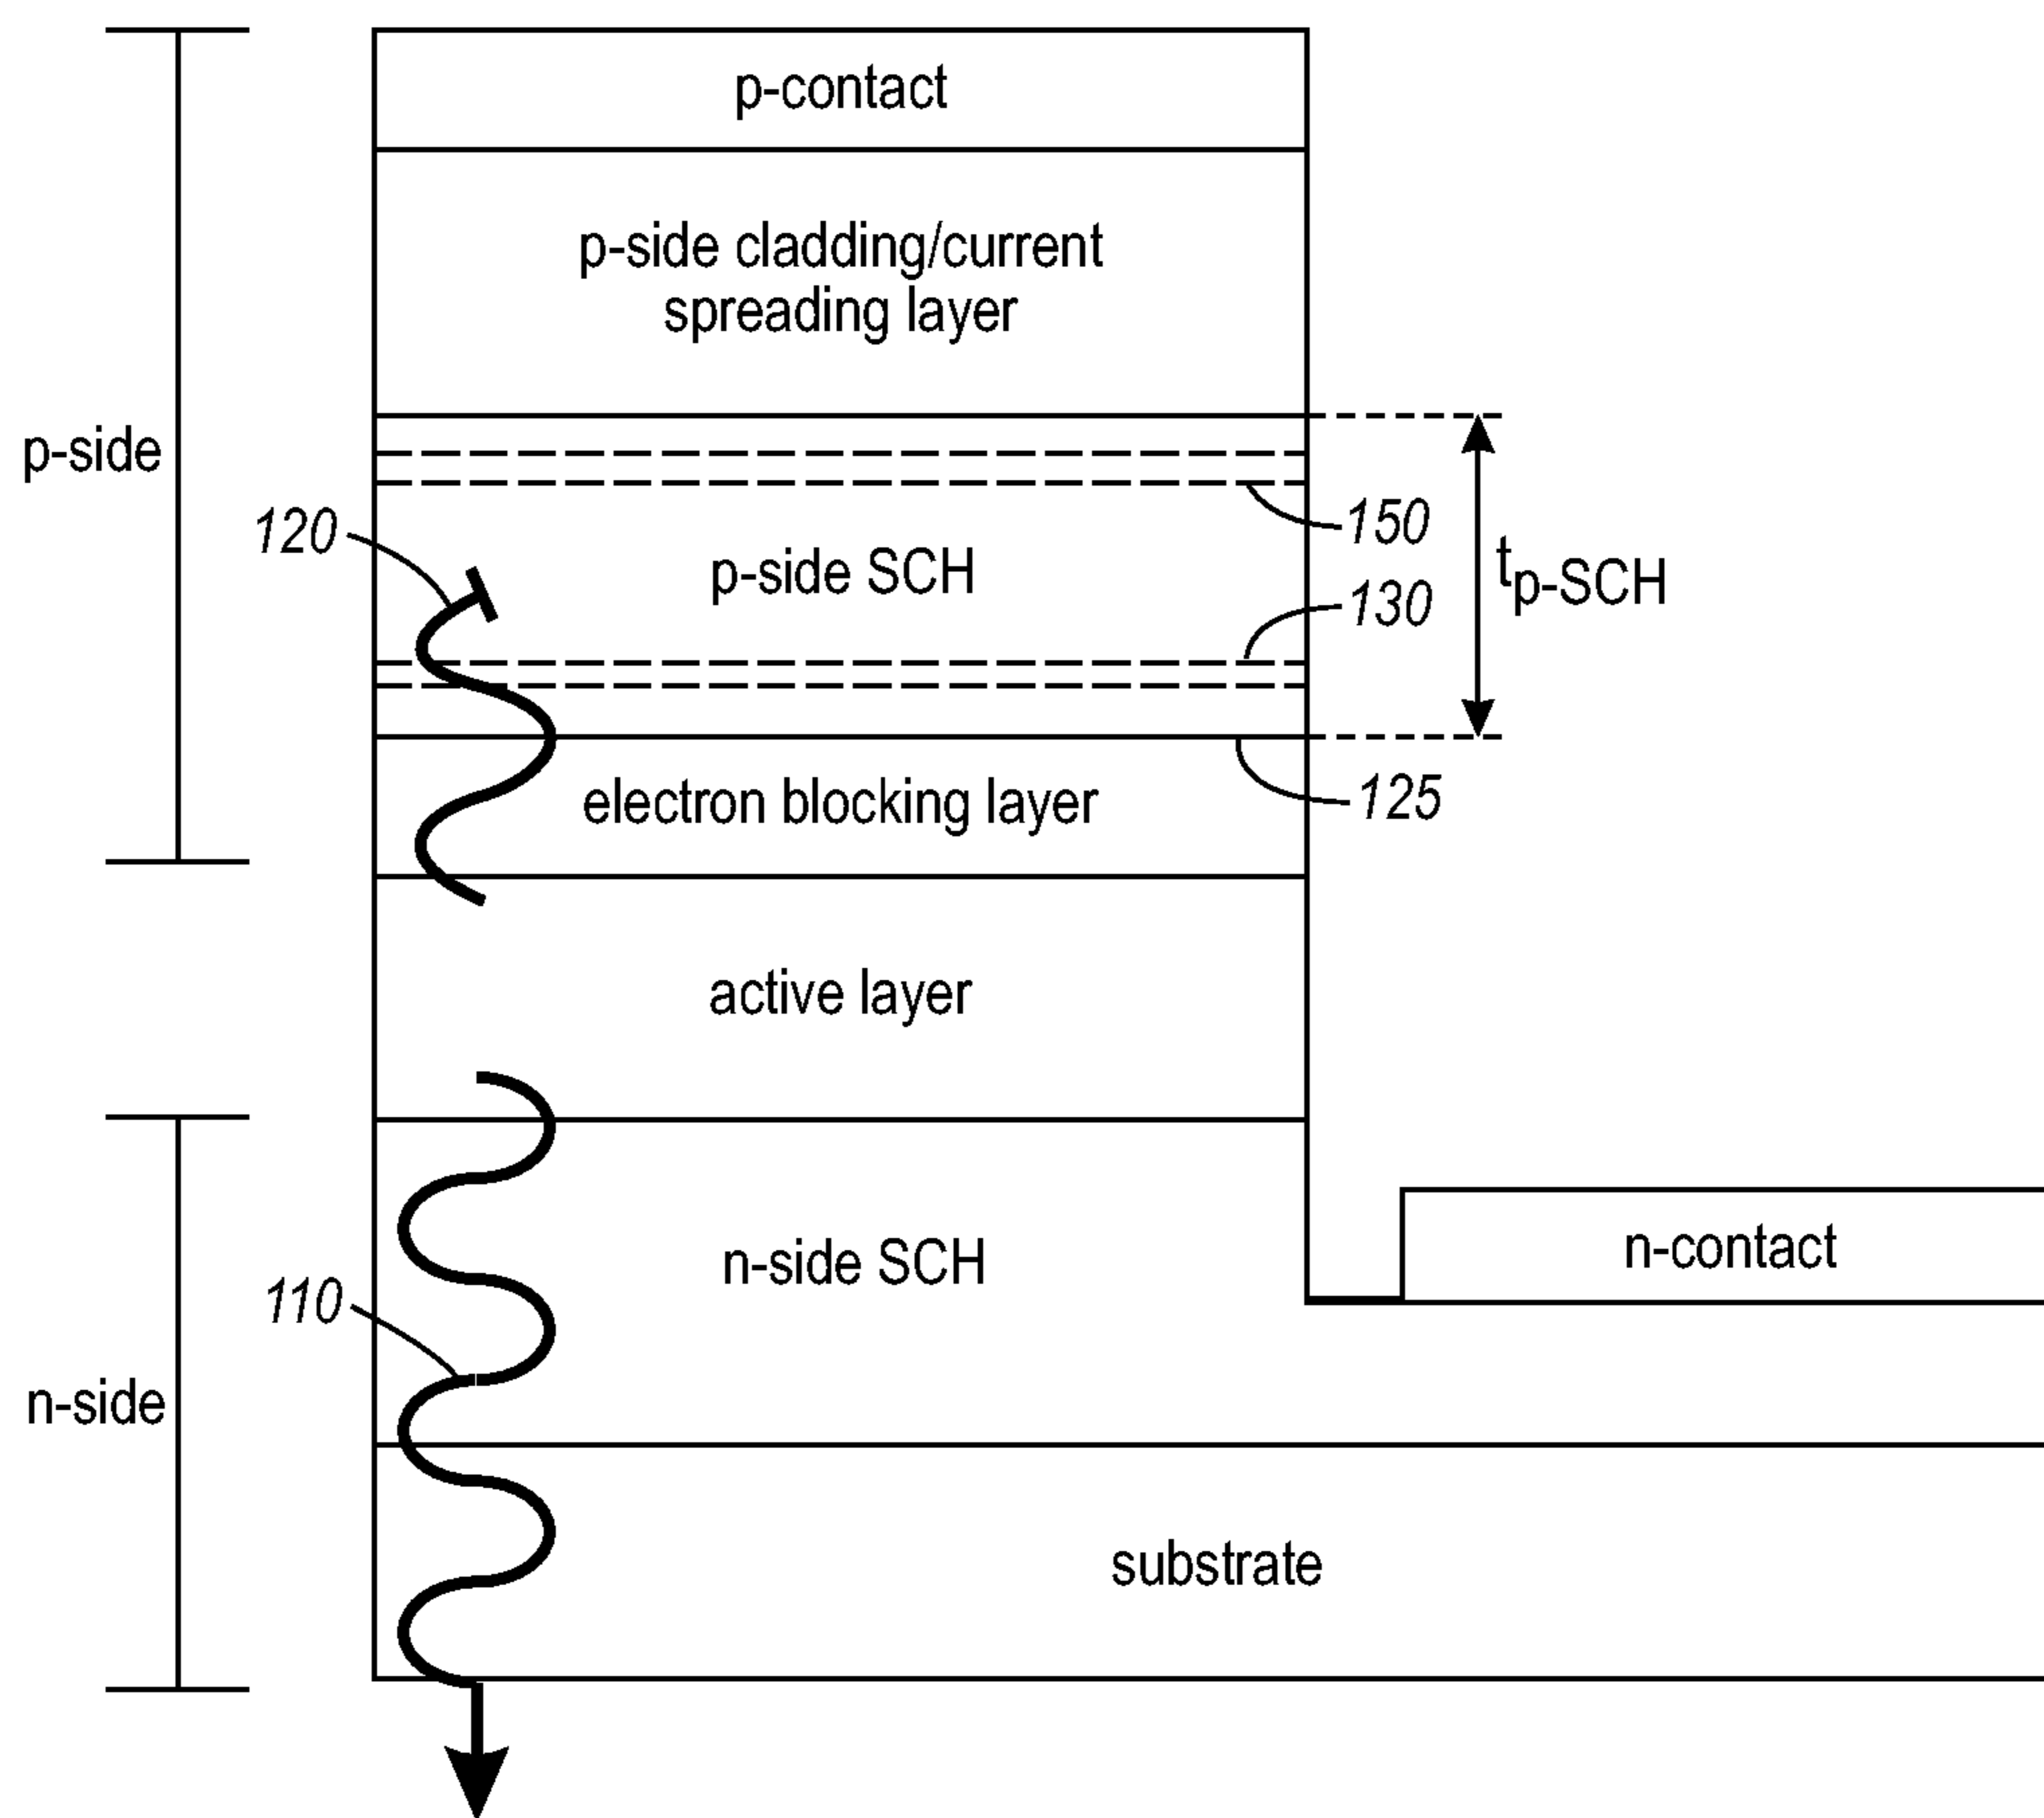 p-contact
p-side cladding/current
spreading layer
p-side
120
150
p-side SCH
t p-SCH
130
electron blocking layer
125
active layer
n-contact
n-side SCH
110
n-side
substrate